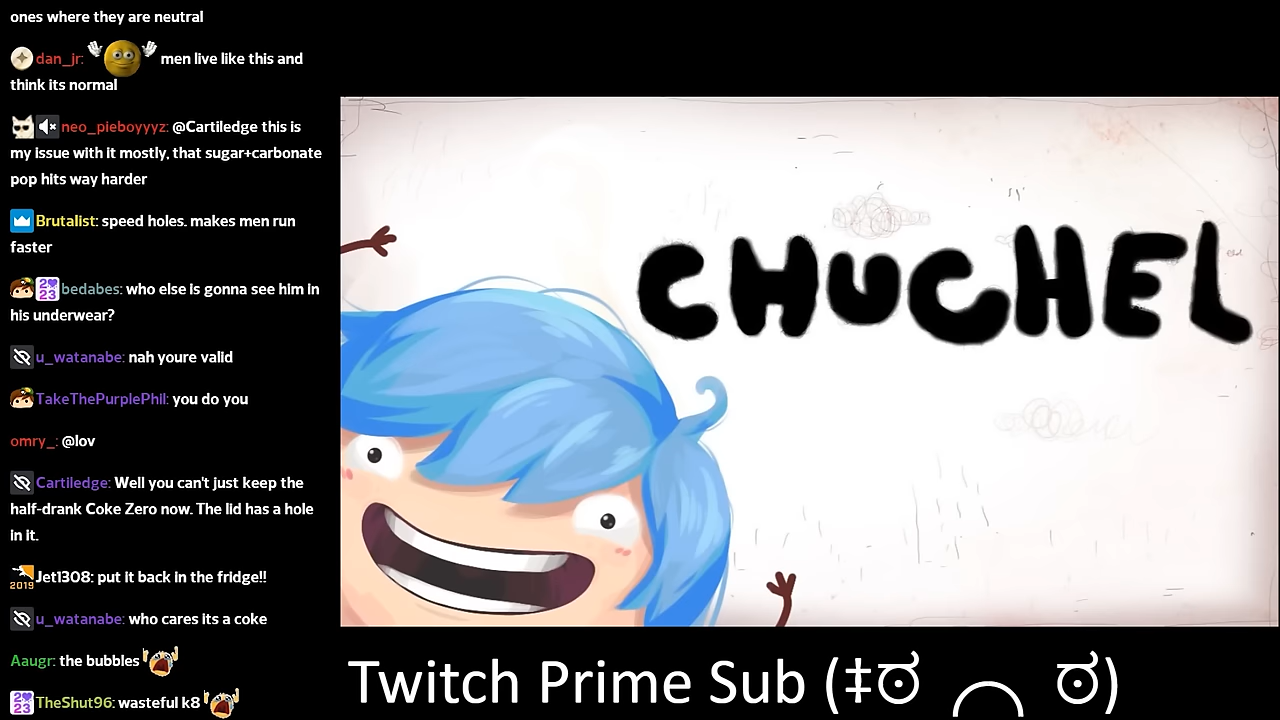 ones where they are neutral
dan_jr: men live like this and
think its normal
neo_pieboyyyz: @Cartiledge this is
my issue with it mostly, that sugar+carbonate
pop hits way harder
Brutalist: speed holes. makes men run
faster
2023 bedabes: who else is gonna see him in
his underwear?
u_watanabe: nah youre valid
TakeThePurplePhil: you do you
omry_: @lov
Cartiledge: Well you can't just keep the
half-drank Coke Zero now. The lid has a hole
in it.
2019 Jet1308: put it back in the fridge!!
u_watanabe: who cares its a coke
Aaugr: the bubbles
2023 TheShut96: wasteful k8
CHUCHEL
Twitch Prime Sub (‡ಠ ︵ ಠ)